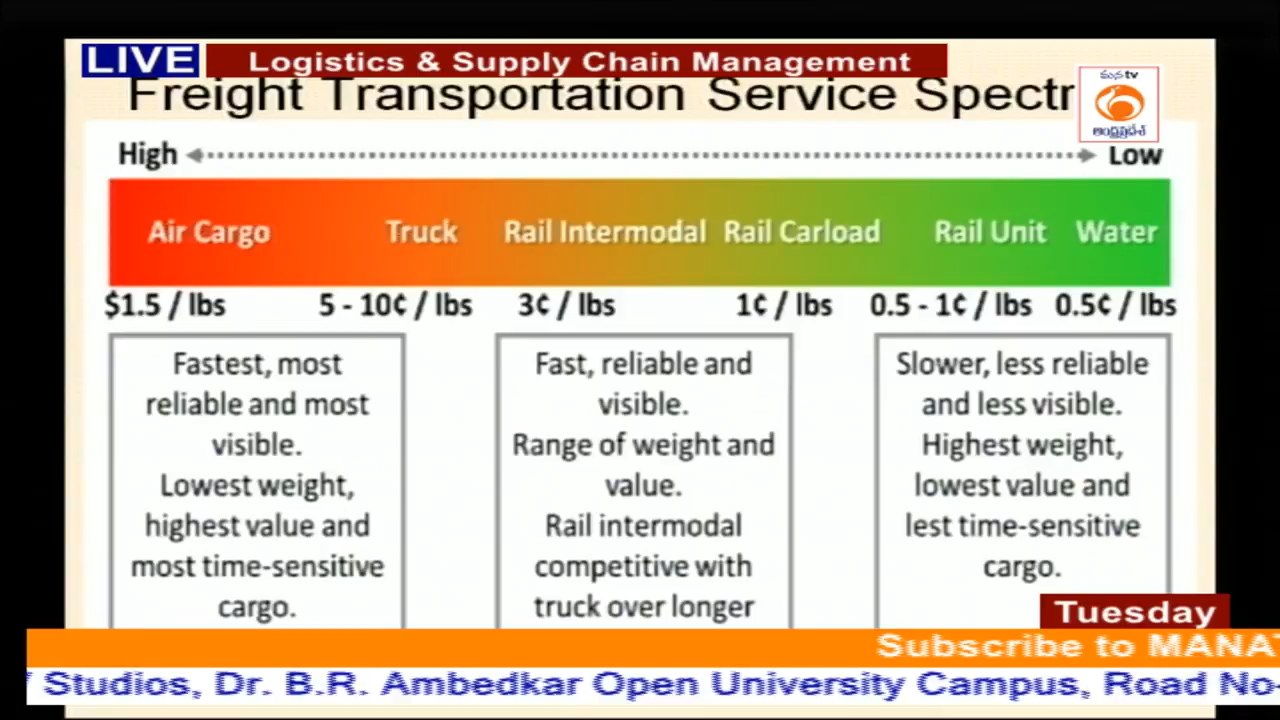 LIVE
Logistics & Supply Chain Management
Freight Transportation Service Spectr
మన tv
ఆంధ్రప్రదేశ్
High
Low
Air Cargo
Truck
Rail Intermodal
Rail Carload
Rail Unit
Water
$1.5 / lbs
5 - 10¢ / lbs
3¢ / lbs
1¢ / lbs
0.5 - 1¢ / lbs
0.5¢ / lbs
Fastest, most
reliable and most
visible.
Lowest weight,
highest value and
most time-sensitive
cargo.
Fast, reliable and
visible.
Range of weight and
value.
Rail intermodal
competitive with
truck over longer
Slower, less reliable
and less visible.
Highest weight,
lowest value and
lest time-sensitive
cargo.
Tuesday
Subscribe to MANA
Studios, Dr. B.R. Ambedkar Open University Campus, Road No-